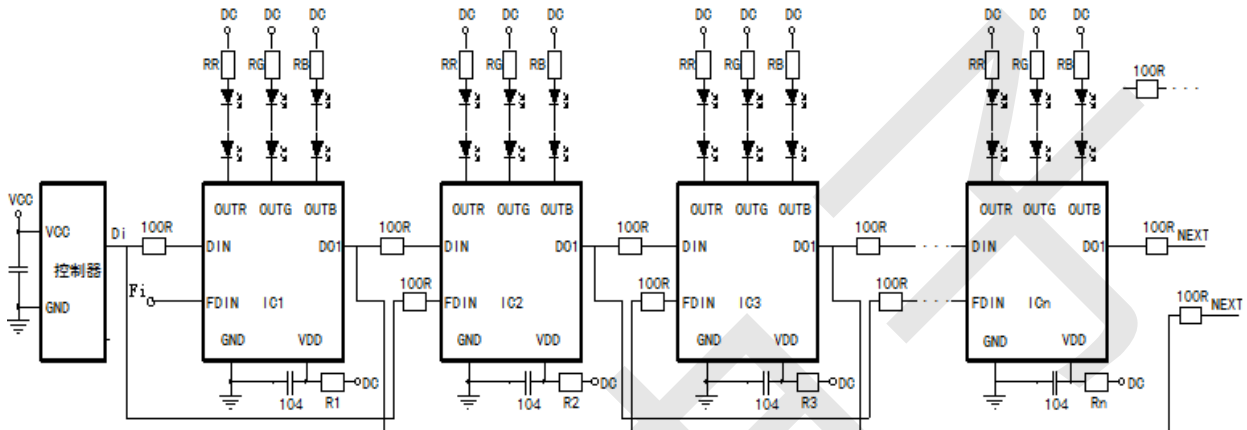 DC DC DC DC DC DC DC DC DC DC DC DC
RR RG RB RR RG RB RR RG RB RR RG RB 100R
VCC OUTR OUTG OUTB OUTR OUTG OUTB OUTR OUTG OUTB OUTR OUTG OUTB
VCC Di 100R DIN DO1 100R DIN DO1 100R DIN DO1 100R DIN DO1 100R NEXT
控制器 100R 100R 100R
GND Fi FDIN IC1 FDIN IC2 FDIN IC3 FDIN ICn 100R NEXT
GND VDD GND VDD GND VDD GND VDD
104 R1 DC 104 R2 DC 104 R3 DC 104 Rn DC